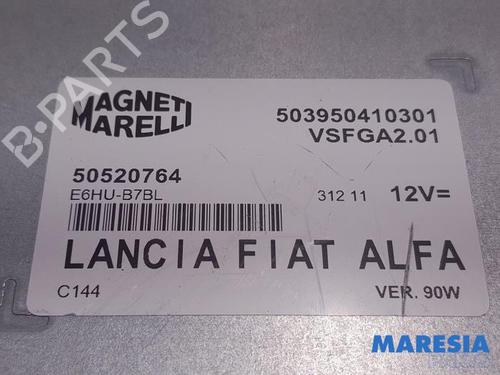 MAGNETI
MARELLI
503950410301
VSFGA2.01
50520764
E6HU-B7BL
312 11 12V=
LANCIA FIAT ALFA
C144 VER. 90W
B-PARTS
MARESIA